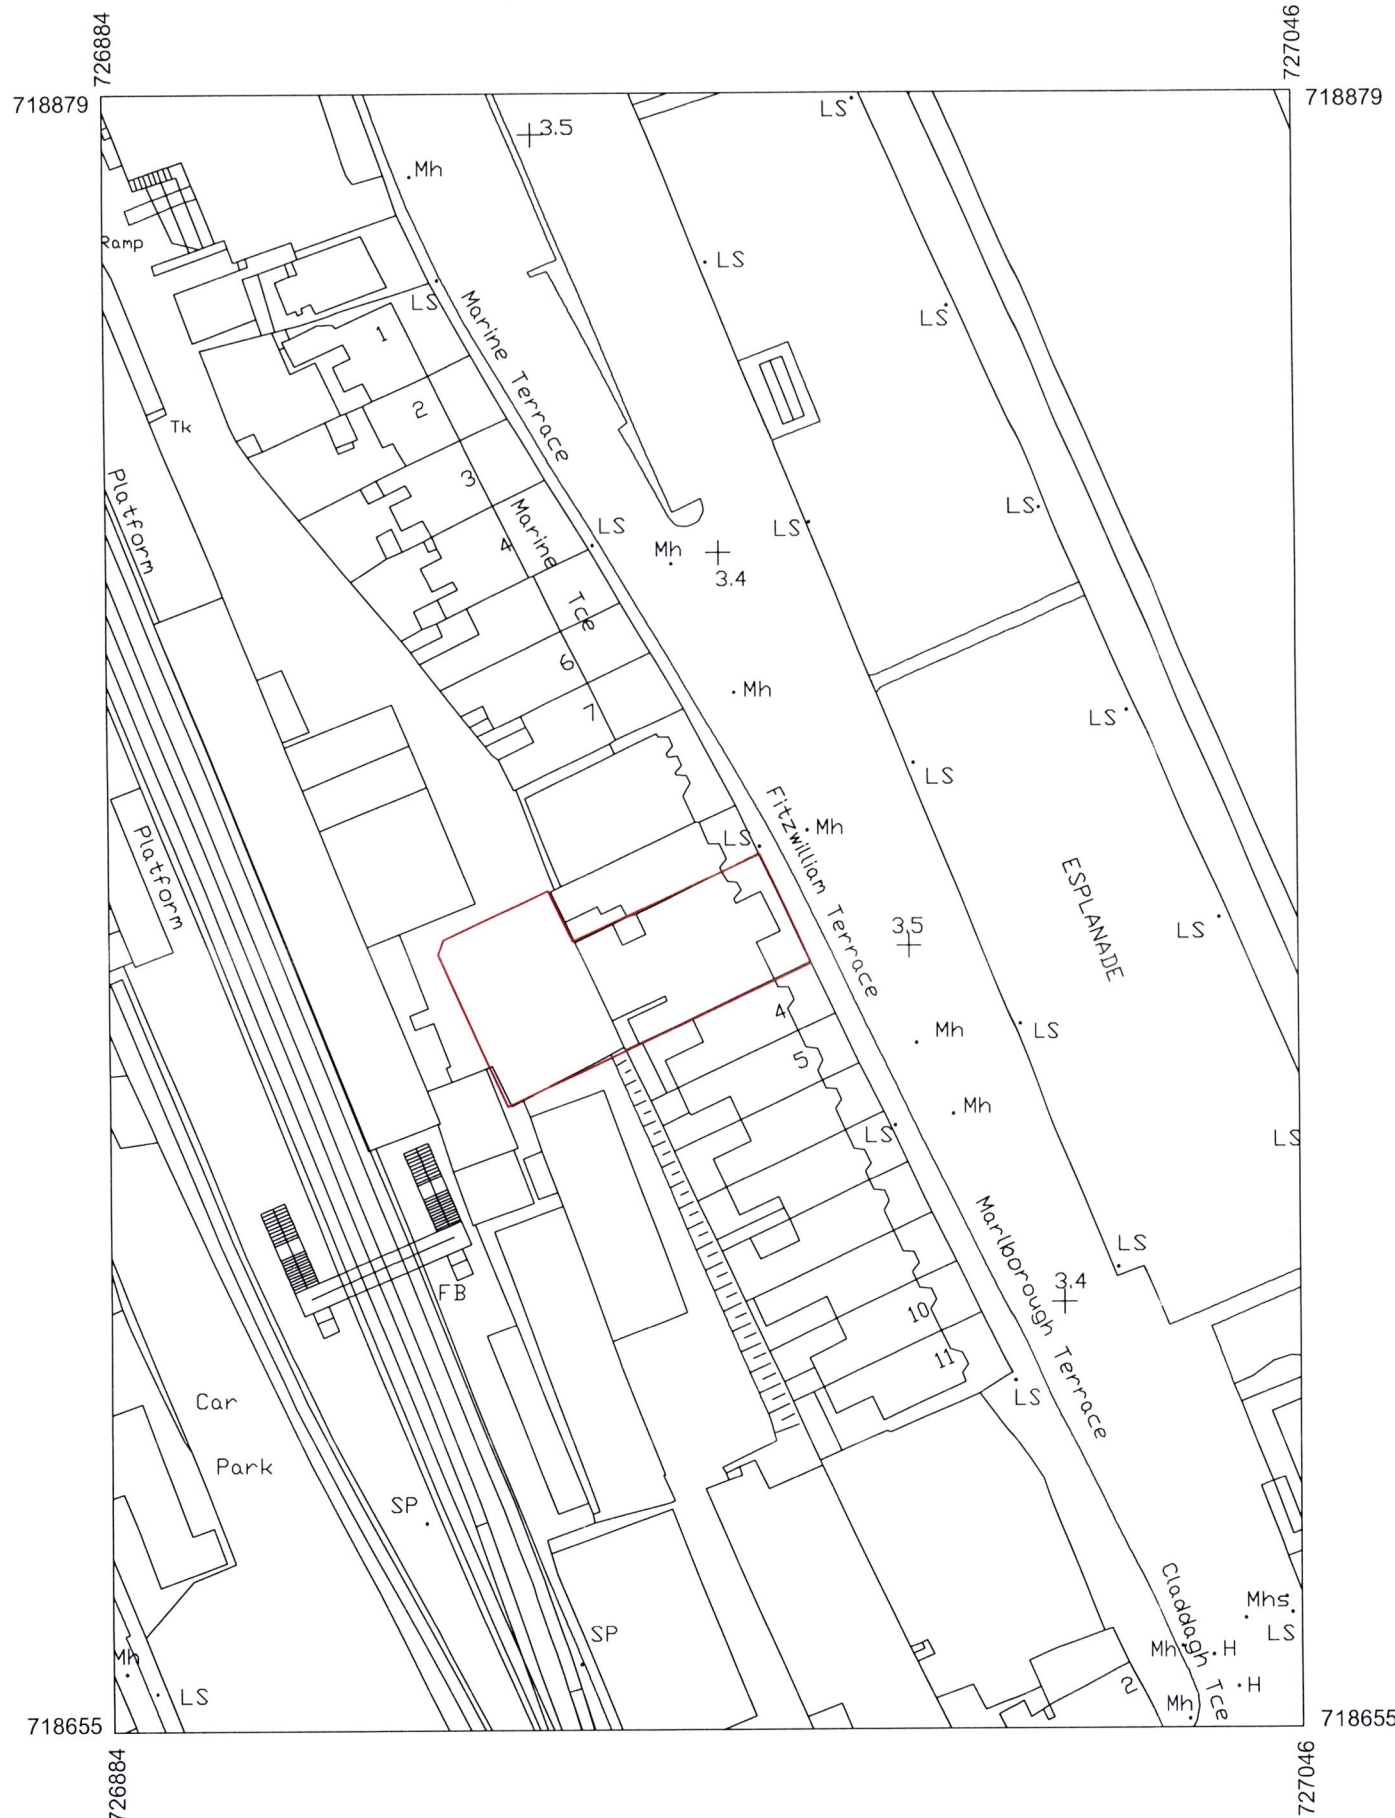 726884
727046
718879
718879
LS
3.5
Mh
Ramp
LS
LS
LS
Marine Terrace
1
2
Tk
3
Platform
Marine Tce
LS
LS
LS
4
Mh
3.4
6
Mh
7
LS
LS
Fitzwilliam Terrace
Mh
LS
Platform
ESPLANADE
3.5
LS
4
Mh
LS
5
Mh
LS
LS
Marlborough Terrace
LS
3.4
FB
10
11
LS
Car
Park
SP
Claddagh Tce
Mhs
LS
SP
Mh
H
Mh
H
2
LS
Mh
718655
718655
726884
727046